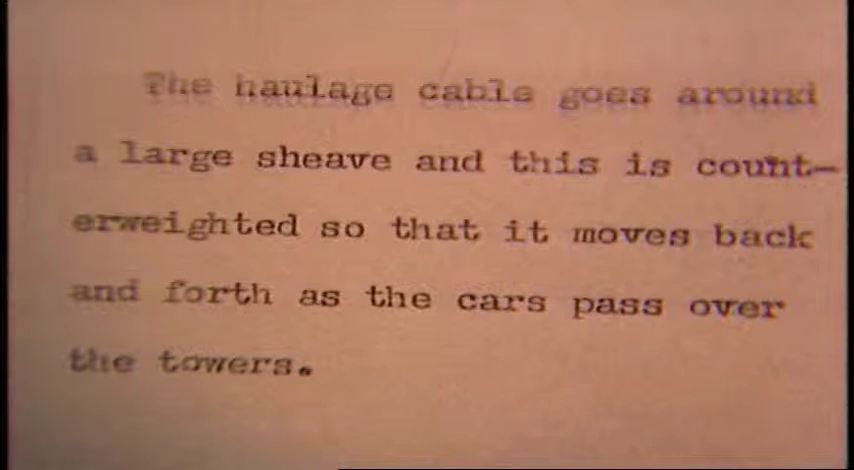 The haulage cable goes around
a large sheave and this is count-
erweighted so that it moves back
and forth as the cars pass over
the towers.